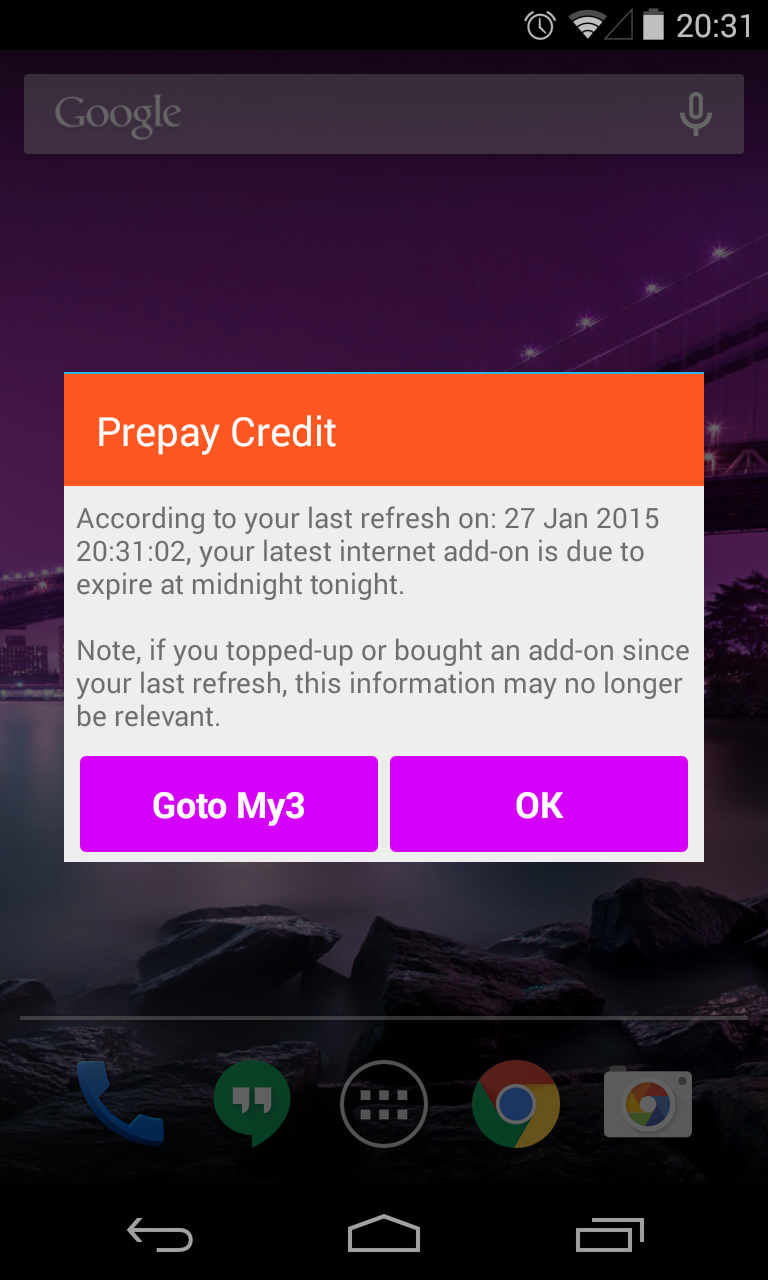 20:31
Google
Prepay Credit
According to your last refresh on: 27 Jan 2015
20:31:02, your latest internet add-on is due to
expire at midnight tonight.
Note, if you topped-up or bought an add-on since
your last refresh, this information may no longer
be relevant.
Goto My3
OK